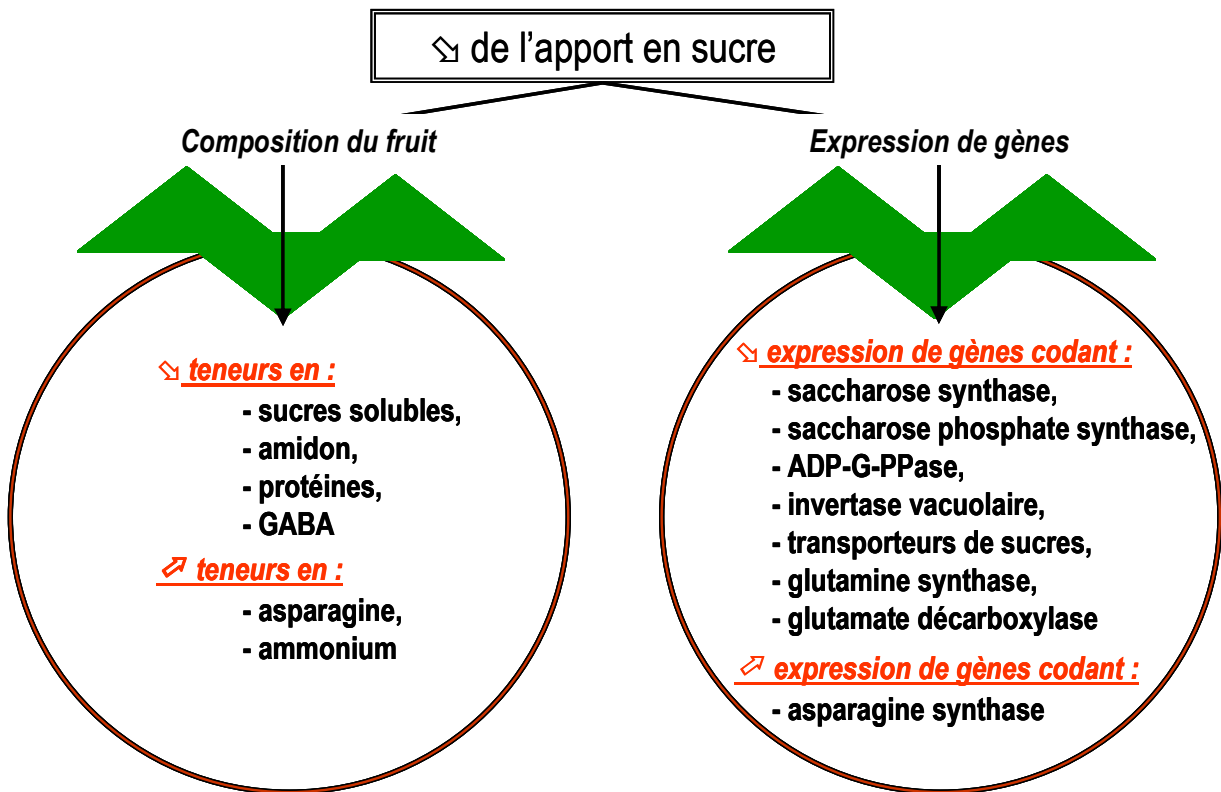 ⬂ de l’apport en sucre
Composition du fruit
⬂ teneurs en :
- sucres solubles,
- amidon,
- protéines,
- GABA
⬀ teneurs en :
- asparagine,
- ammonium
Expression de gènes
⬂ expression de gènes codant :
- saccharose synthase,
- saccharose phosphate synthase,
- ADP-G-PPase,
- invertase vacuolaire,
- transporteurs de sucres,
- glutamine synthase,
- glutamate décarboxylase
⬀ expression de gènes codant :
- asparagine synthase